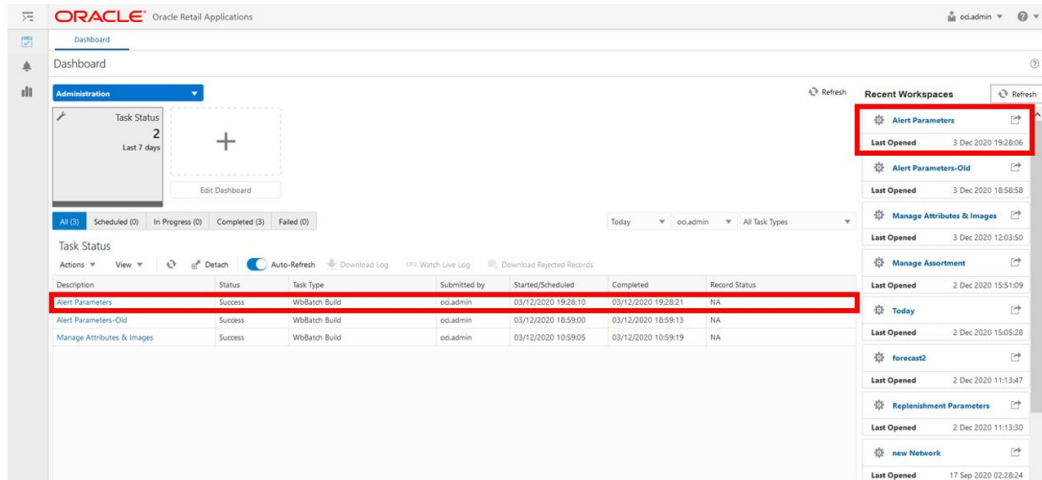 ORACLE® Oracle Retail Applications oci.admin
Dashboard
Dashboard
Administration Refresh
Task Status
2
Last 7 days
+
Edit Dashboard
All (3) Scheduled (0) In Progress (0) Completed (3) Failed (0) Today oci.admin All Task Types
Task Status
Actions View Detach Auto-Refresh Download Log Watch Live Log Download Rejected Records
Description Status Task Type Submitted by Started/Scheduled Completed Record Status
Alert Parameters Success WbBatch Build oci.admin 03/12/2020 19:28:10 03/12/2020 19:28:21 NA
Alert Parameters-Old Success WbBatch Build oci.admin 03/12/2020 18:59:00 03/12/2020 18:59:13 NA
Manage Attributes & Images Success WbBatch Build oci.admin 03/12/2020 10:59:05 03/12/2020 10:59:19 NA
Recent Workspaces Refresh
Alert Parameters
Last Opened 3 Dec 2020 19:28:06
Alert Parameters-Old
Last Opened 3 Dec 2020 18:58:58
Manage Attributes & Images
Last Opened 3 Dec 2020 12:03:50
Manage Assortment
Last Opened 2 Dec 2020 15:51:09
Today
Last Opened 2 Dec 2020 15:05:28
forecast2
Last Opened 2 Dec 2020 11:13:47
Replenishment Parameters
Last Opened 2 Dec 2020 11:13:30
new Network
Last Opened 17 Sep 2020 02:28:24